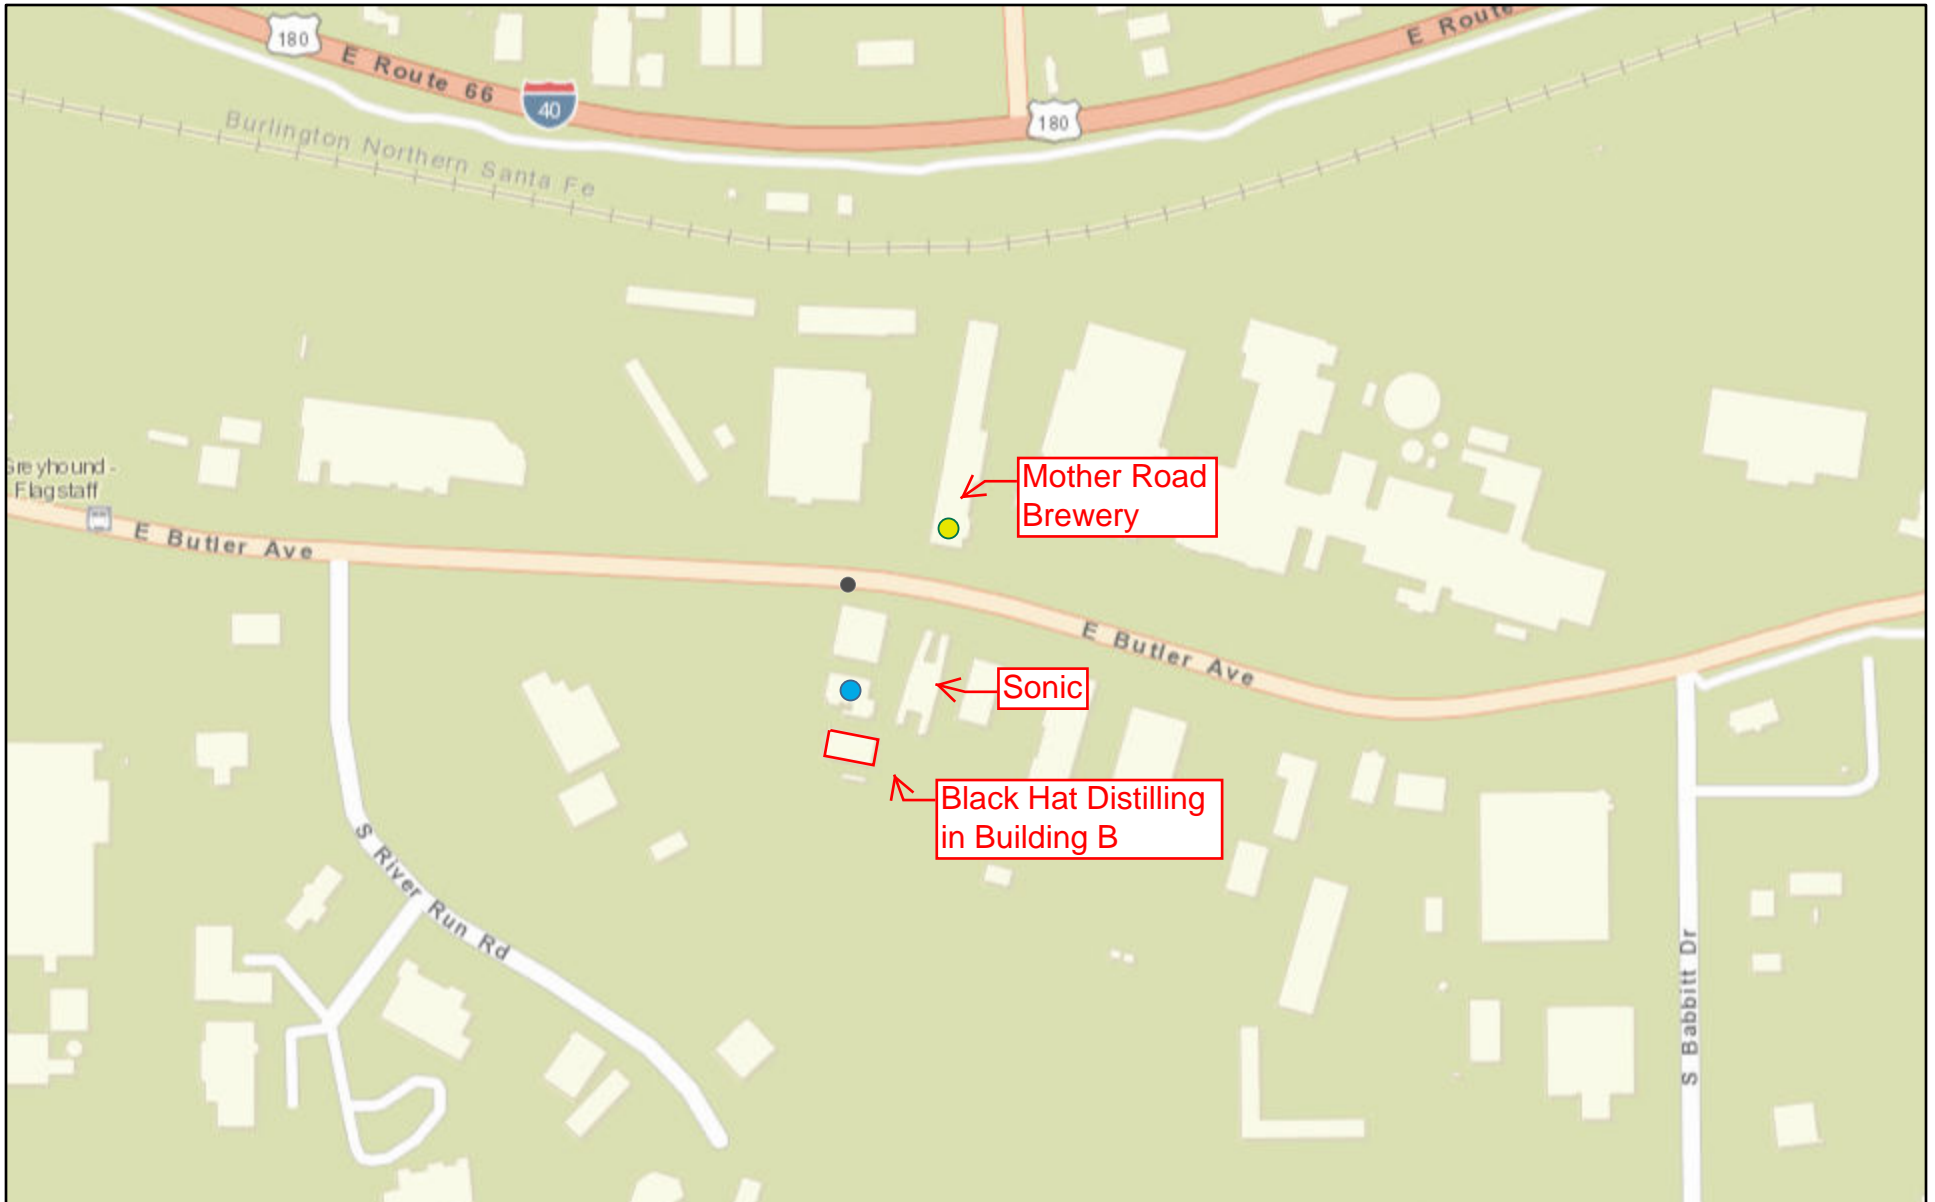 180
E Route 66
40
E Route
180
Burlington Northern Santa Fe
Greyhound -
Flagstaff
E Butler Ave
Mother Road
Brewery
E Butler Ave
Sonic
Black Hat Distilling
in Building B
S River Run Rd
S Babbitt Dr